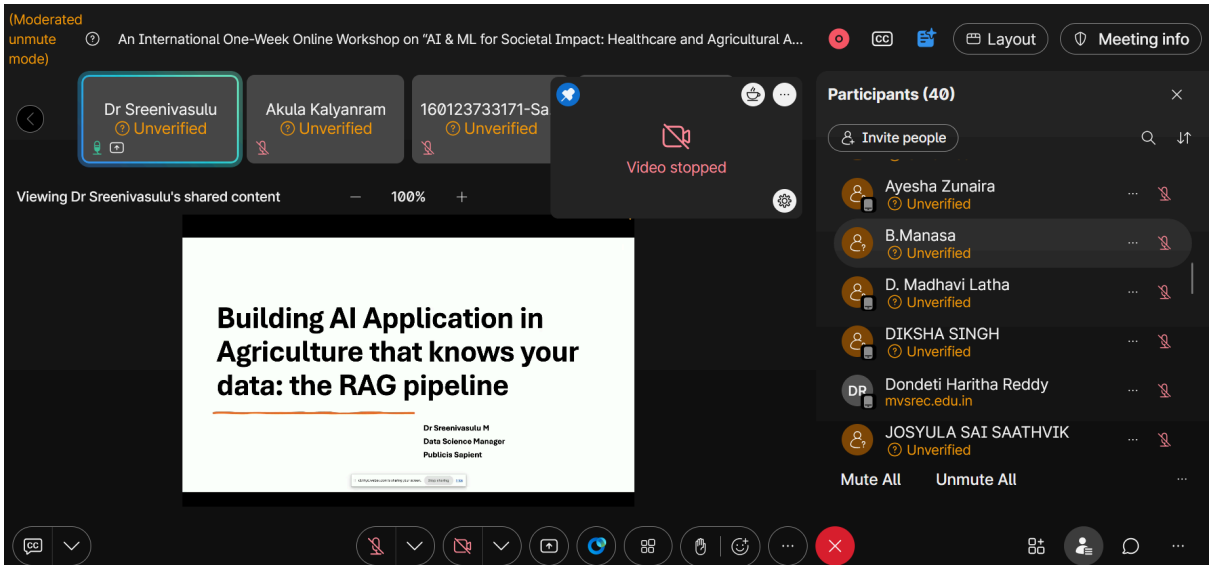 (Moderated
unmute
mode)
An International One-Week Online Workshop on "AI & ML for Societal Impact: Healthcare and Agricultural A...
CC
Layout
Meeting info
Dr Sreenivasulu
Unverified
Akula Kalyanram
Unverified
160123733171-Sa
Unverified
Video stopped
Viewing Dr Sreenivasulu's shared content
100%
Building AI Application in
Agriculture that knows your
data: the RAG pipeline
Dr Sreenivasulu M
Data Science Manager
Publicis Sapient
Stop sharing
Participants (40)
Invite people
Ayesha Zunaira
Unverified
B.Manasa
Unverified
D. Madhavi Latha
Unverified
DIKSHA SINGH
Unverified
DR
Dondeti Haritha Reddy
mvsrec.edu.in
JOSYULA SAI SAATHVIK
Unverified
Mute All
Unmute All
CC